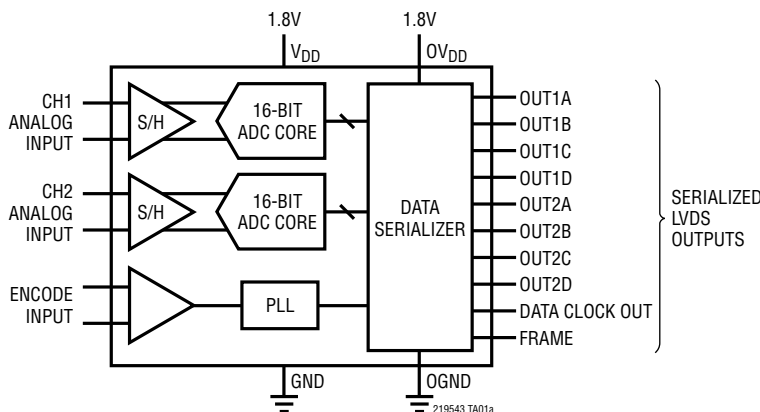 1.8V
1.8V
VDD
OVDD
CH1
ANALOG
INPUT
S/H
16-BIT
ADC CORE
CH2
ANALOG
INPUT
S/H
16-BIT
ADC CORE
ENCODE
INPUT
PLL
DATA
SERIALIZER
OUT1A
OUT1B
OUT1C
OUT1D
OUT2A
OUT2B
OUT2C
OUT2D
DATA CLOCK OUT
FRAME
SERIALIZED
LVDS
OUTPUTS
GND
OGND
219543 TA01a